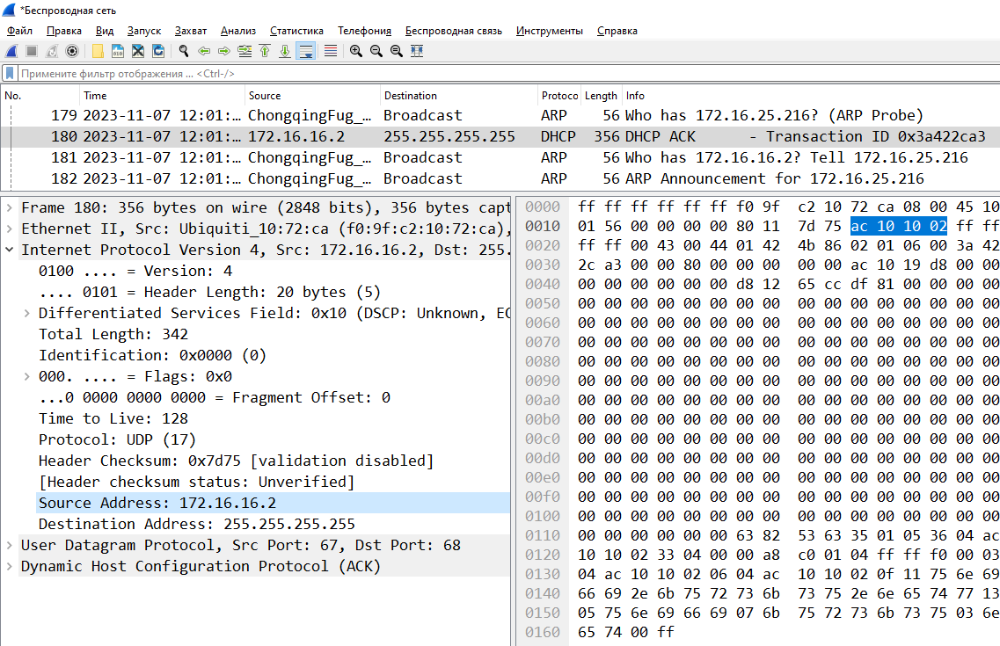 *Беспроводная сеть
Файл Правка Вид Запуск Захват Анализ Статистика Телефония Беспроводная связь Инструменты Справка
Примените фильтр отображения ... <Ctrl-/>
No. Time Source Destination Protoco Length Info
179 2023-11-07 12:01:… ChongqingFug_… Broadcast ARP 56 Who has 172.16.25.216? (ARP Probe)
180 2023-11-07 12:01:… 172.16.16.2 255.255.255.255 DHCP 356 DHCP ACK - Transaction ID 0x3a422ca3
181 2023-11-07 12:01:… ChongqingFug_… Broadcast ARP 56 Who has 172.16.16.2? Tell 172.16.25.216
182 2023-11-07 12:01:… ChongqingFug_… Broadcast ARP 56 ARP Announcement for 172.16.25.216
Frame 180: 356 bytes on wire (2848 bits), 356 bytes capt
Ethernet II, Src: Ubiquiti_10:72:ca (f0:9f:c2:10:72:ca),
Internet Protocol Version 4, Src: 172.16.16.2, Dst: 255.
0100 .... = Version: 4
.... 0101 = Header Length: 20 bytes (5)
Differentiated Services Field: 0x10 (DSCP: Unknown, EC
Total Length: 342
Identification: 0x0000 (0)
000. .... = Flags: 0x0
...0 0000 0000 0000 = Fragment Offset: 0
Time to Live: 128
Protocol: UDP (17)
Header Checksum: 0x7d75 [validation disabled]
[Header checksum status: Unverified]
Source Address: 172.16.16.2
Destination Address: 255.255.255.255
User Datagram Protocol, Src Port: 67, Dst Port: 68
Dynamic Host Configuration Protocol (ACK)
0000 ff ff ff ff ff ff f0 9f c2 10 72 ca 08 00 45 10
0010 01 56 00 00 00 00 80 11 7d 75 ac 10 10 02 ff ff
0020 ff ff 00 43 00 44 01 42 4b 86 02 01 06 00 3a 42
0030 2c a3 00 00 80 00 00 00 00 00 ac 10 19 d8 00 00
0040 00 00 00 00 00 00 d8 12 65 cc df 81 00 00 00 00
0050 00 00 00 00 00 00 00 00 00 00 00 00 00 00 00 00
0060 00 00 00 00 00 00 00 00 00 00 00 00 00 00 00 00
0070 00 00 00 00 00 00 00 00 00 00 00 00 00 00 00 00
0080 00 00 00 00 00 00 00 00 00 00 00 00 00 00 00 00
0090 00 00 00 00 00 00 00 00 00 00 00 00 00 00 00 00
00a0 00 00 00 00 00 00 00 00 00 00 00 00 00 00 00 00
00b0 00 00 00 00 00 00 00 00 00 00 00 00 00 00 00 00
00c0 00 00 00 00 00 00 00 00 00 00 00 00 00 00 00 00
00d0 00 00 00 00 00 00 00 00 00 00 00 00 00 00 00 00
00e0 00 00 00 00 00 00 00 00 00 00 00 00 00 00 00 00
00f0 00 00 00 00 00 00 00 00 00 00 00 00 00 00 00 00
0100 00 00 00 00 00 00 00 00 00 00 00 00 00 00 00 00
0110 00 00 00 00 00 00 63 82 53 63 35 01 05 36 04 ac
0120 10 10 02 33 04 00 00 a8 c0 01 04 ff ff f0 00 03
0130 04 ac 10 10 02 06 04 ac 10 10 02 0f 11 75 6e 69
0140 66 69 2e 6b 75 72 73 6b 73 75 2e 6e 65 74 77 13
0150 05 75 6e 69 66 69 07 6b 75 72 73 6b 73 75 03 6e
0160 65 74 00 ff